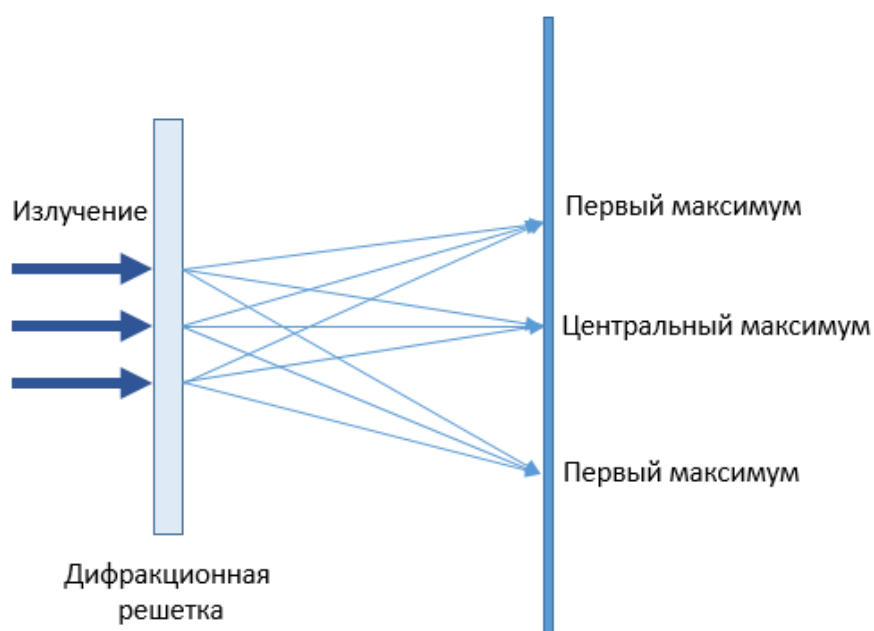 Излучение
Первый максимум
Центральный максимум
Первый максимум
Дифракционная
решетка